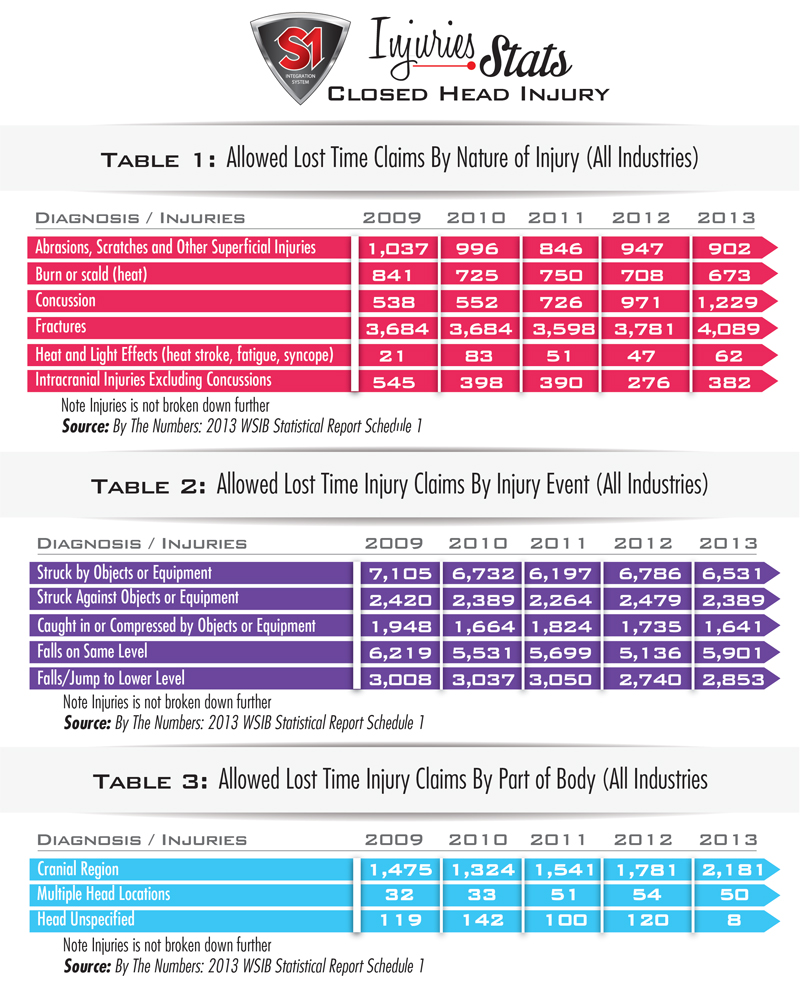 S1
INTEGRATION
SYSTEM
Injuries Stats
CLOSED HEAD INJURY
TABLE 1: Allowed Lost Time Claims By Nature of Injury (All Industries)
DIAGNOSIS / INJURIES 2009 2010 2011 2012 2013
Abrasions, Scratches and Other Superficial Injuries 1,037 996 846 947 902
Burn or scald (heat) 841 725 750 708 673
Concussion 538 552 726 971 1,229
Fractures 3,684 3,684 3,598 3,781 4,089
Heat and Light Effects (heat stroke, fatigue, syncope) 21 83 51 47 62
Intracranial Injuries Excluding Concussions 545 398 390 276 382
Note Injuries is not broken down further
Source: By The Numbers: 2013 WSIB Statistical Report Schedule 1
TABLE 2: Allowed Lost Time Injury Claims By Injury Event (All Industries)
DIAGNOSIS / INJURIES 2009 2010 2011 2012 2013
Struck by Objects or Equipment 7,105 6,732 6,197 6,786 6,531
Struck Against Objects or Equipment 2,420 2,389 2,264 2,479 2,389
Caught in or Compressed by Objects or Equipment 1,948 1,664 1,824 1,735 1,641
Falls on Same Level 6,219 5,531 5,699 5,136 5,901
Falls/Jump to Lower Level 3,008 3,037 3,050 2,740 2,853
Note Injuries is not broken down further
Source: By The Numbers: 2013 WSIB Statistical Report Schedule 1
TABLE 3: Allowed Lost Time Injury Claims By Part of Body (All Industries
DIAGNOSIS / INJURIES 2009 2010 2011 2012 2013
Cranial Region 1,475 1,324 1,541 1,781 2,181
Multiple Head Locations 32 33 51 54 50
Head Unspecified 119 142 100 120 8
Note Injuries is not broken down further
Source: By The Numbers: 2013 WSIB Statistical Report Schedule 1